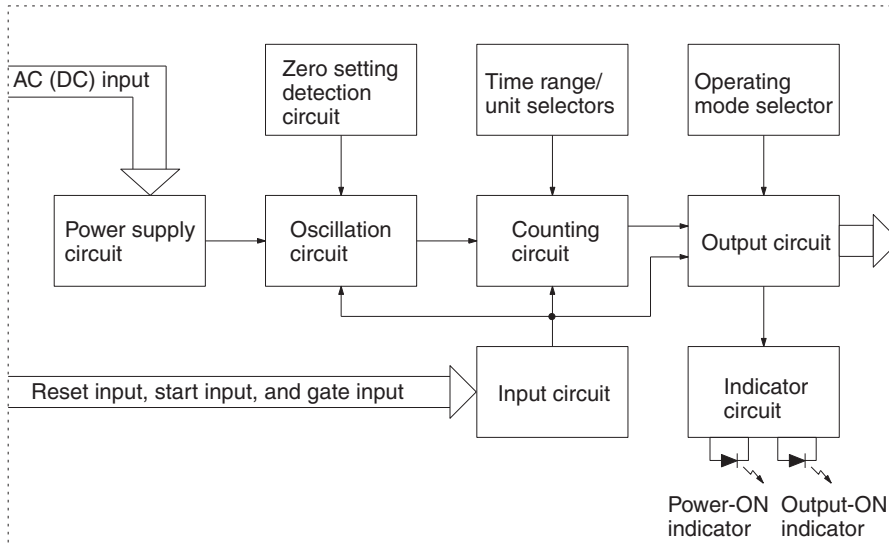 AC (DC) input
Zero setting
detection
circuit
Time range/
unit selectors
Operating
mode selector
Power supply
circuit
Oscillation
circuit
Counting
circuit
Output circuit
Reset input, start input, and gate input
Input circuit
Indicator
circuit
Power-ON
indicator
Output-ON
indicator